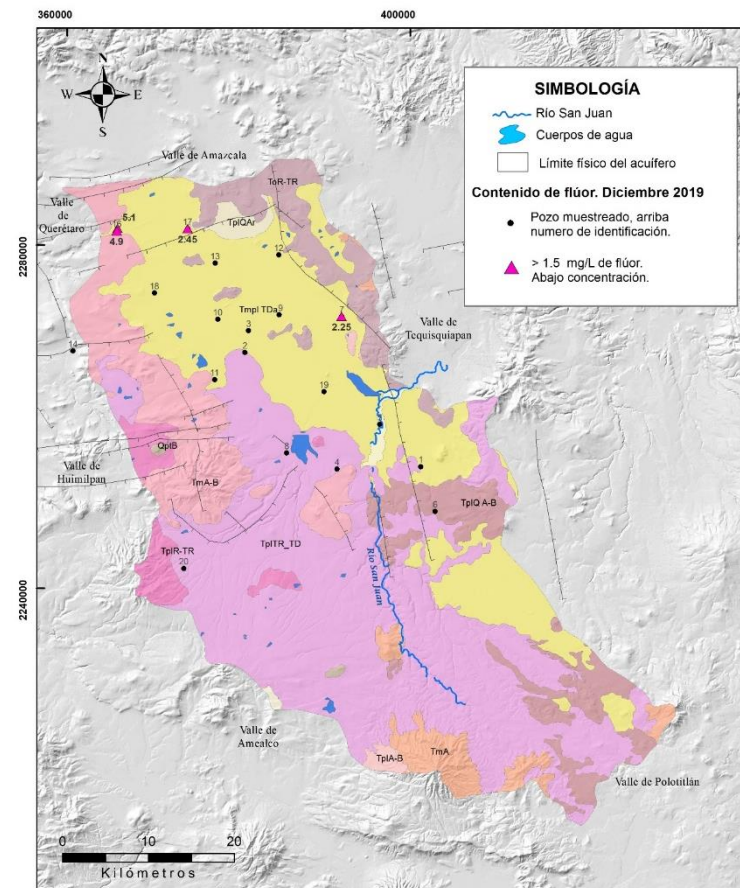 360000
400000
N
W
E
S
SIMBOLOGÍA
Río San Juan
Cuerpos de agua
Límite físico del acuífero
Contenido de flúor. Diciembre 2019
Pozo muestreado, arriba
numero de identificación.
> 1.5 mg/L de flúor.
Abajo concentración.
Valle de Amazcala
Valle
de
Querétaro
ToR-TR
5.1
16
4.9
17
2.45
TplQAr
2280000
12
13
18
Tmpl TDa
9
10
3
7
2.25
Valle de
Tequisquiapan
14
2
11
19
QptB
8
4
1
Valle de
Huimilpan
TmA-B
TplQ A-B
6
TplR-TR
20
TplTR_TD
Río San Juan
2240000
Valle de
Amealco
TplA-B
TmA
Valle de Polotitlán
0
10
20
Kilómetros